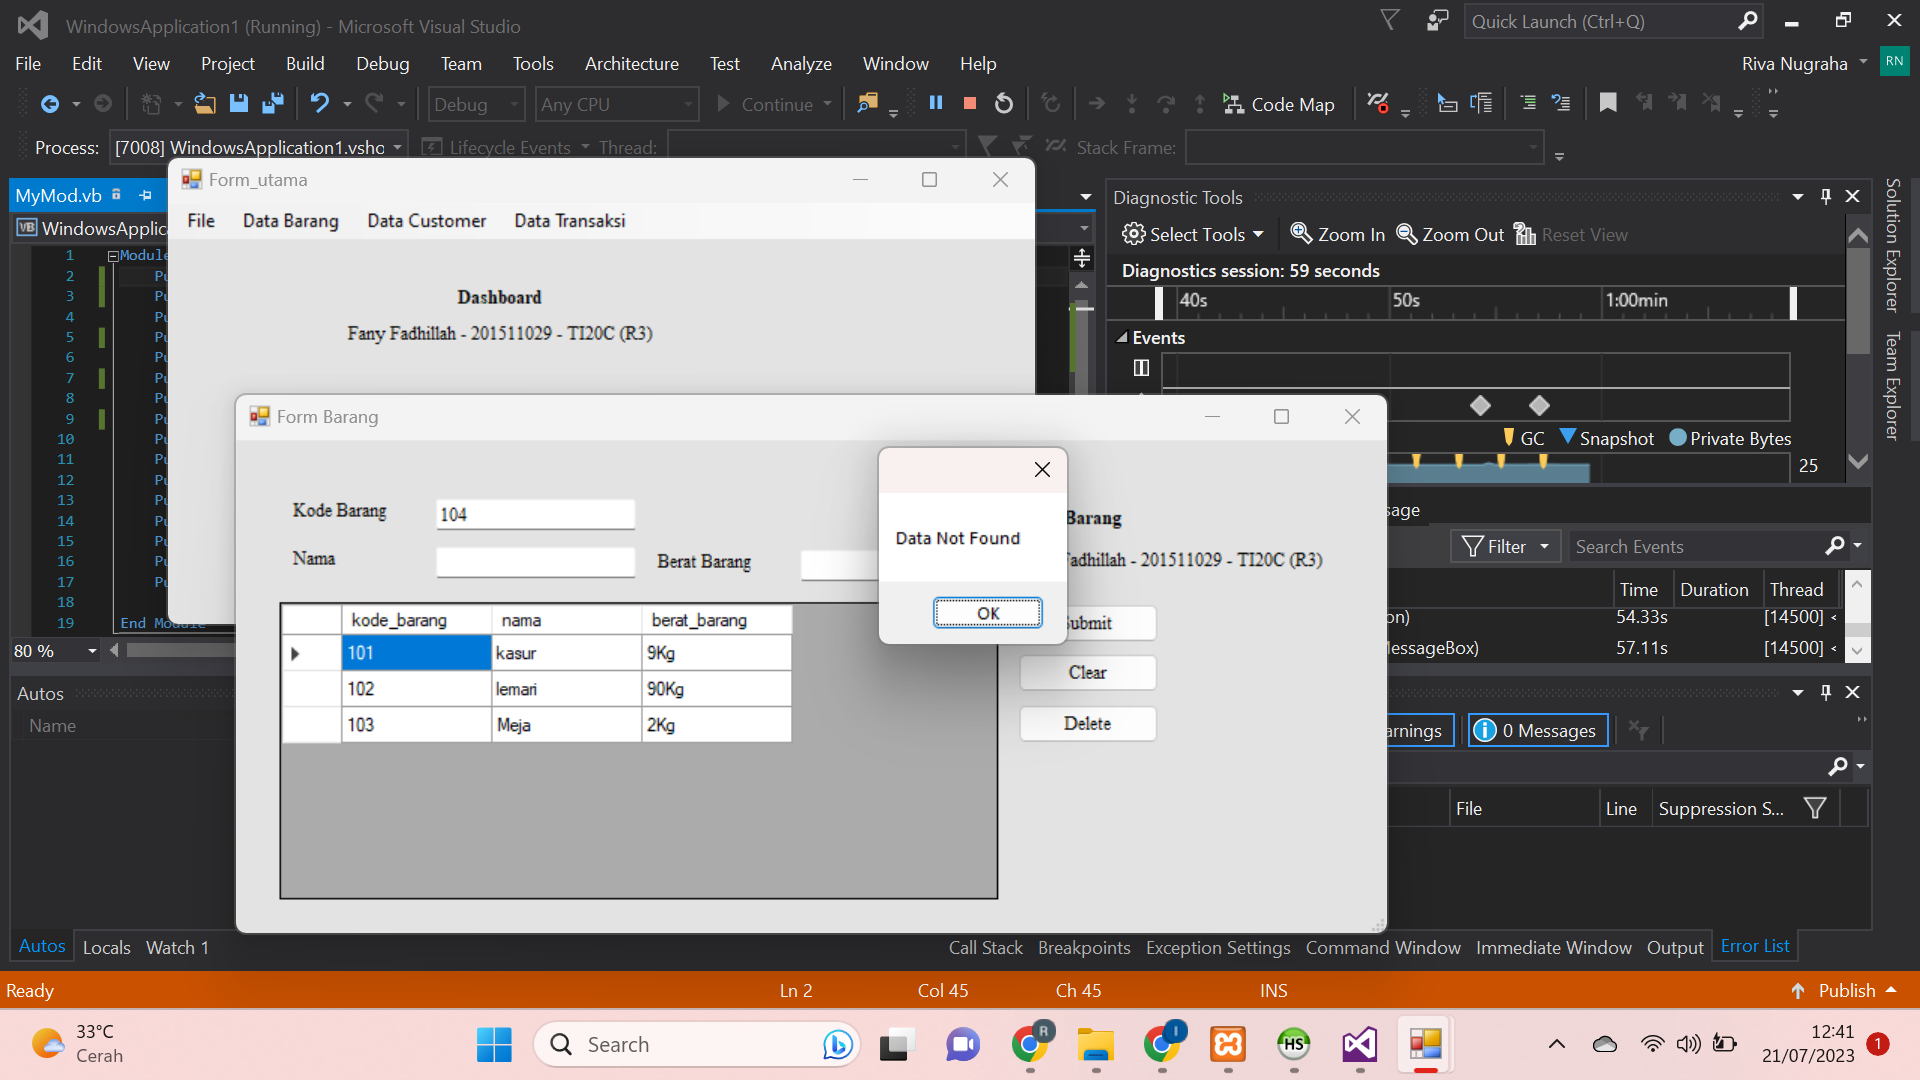 WindowsApplication1 (Running) - Microsoft Visual Studio
Quick Launch (Ctrl+Q)
File Edit View Project Build Debug Team Tools Architecture Test Analyze Window Help
Riva Nugraha RN
Debug Any CPU Continue Code Map
Process: [7008] WindowsApplication1.vsho Lifecycle Events Thread: Stack Frame:
MyMod.vb
WindowsApplic
1 Module
2 Pu
3 Pu
4 Pu
5 Pu
6 Pu
7 Pu
8 Pu
9 Pu
10 Pu
11 Pu
12 Pu
13 Pu
14 Pu
15 Pu
16 Pu
17 Pu
18
19 End Module
80 %
Form_utama
File Data Barang Data Customer Data Transaksi
Dashboard
Fany Fadhillah - 201511029 - TI20C (R3)
Form Barang
Kode Barang 104
Nama
Berat Barang
Barang
Fadhillah - 201511029 - TI20C (R3)
kode_barang nama berat_barang
101 kasur 9Kg
102 lemari 90Kg
103 Meja 2Kg
Submit
Clear
Delete
Data Not Found
OK
Diagnostic Tools
Select Tools Zoom In Zoom Out Reset View
Diagnostics session: 59 seconds
40s 50s 1:00min
Events
GC Snapshot Private Bytes
25
sage
Filter Search Events
Time Duration Thread
on) 54.33s [14500] <
MessageBox) 57.11s [14500] <
arnings 0 Messages
File Line Suppression S...
Solution Explorer
Team Explorer
Autos
Name
Autos Locals Watch 1
Call Stack Breakpoints Exception Settings Command Window Immediate Window Output Error List
Ready Ln 2 Col 45 Ch 45 INS Publish
33°C
Cerah
Search
R
I
HS
12:41
21/07/2023
1